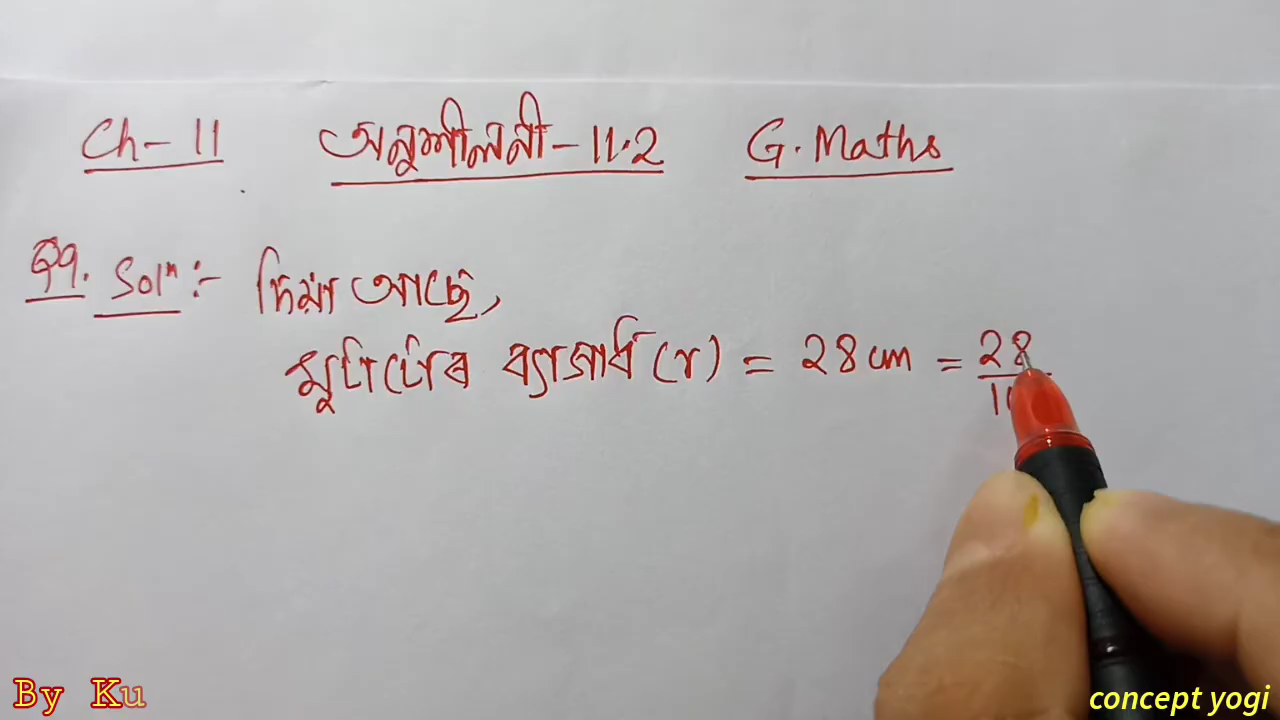 Ch - 11 অনুশীলনী - 11.2 G. Maths
Q9. Solⁿ :- দিয়া আছে,
মুঠাটোৰ ব্যাসাৰ্ধ (r) = 28 cm = 28
By Ku
concept yogi